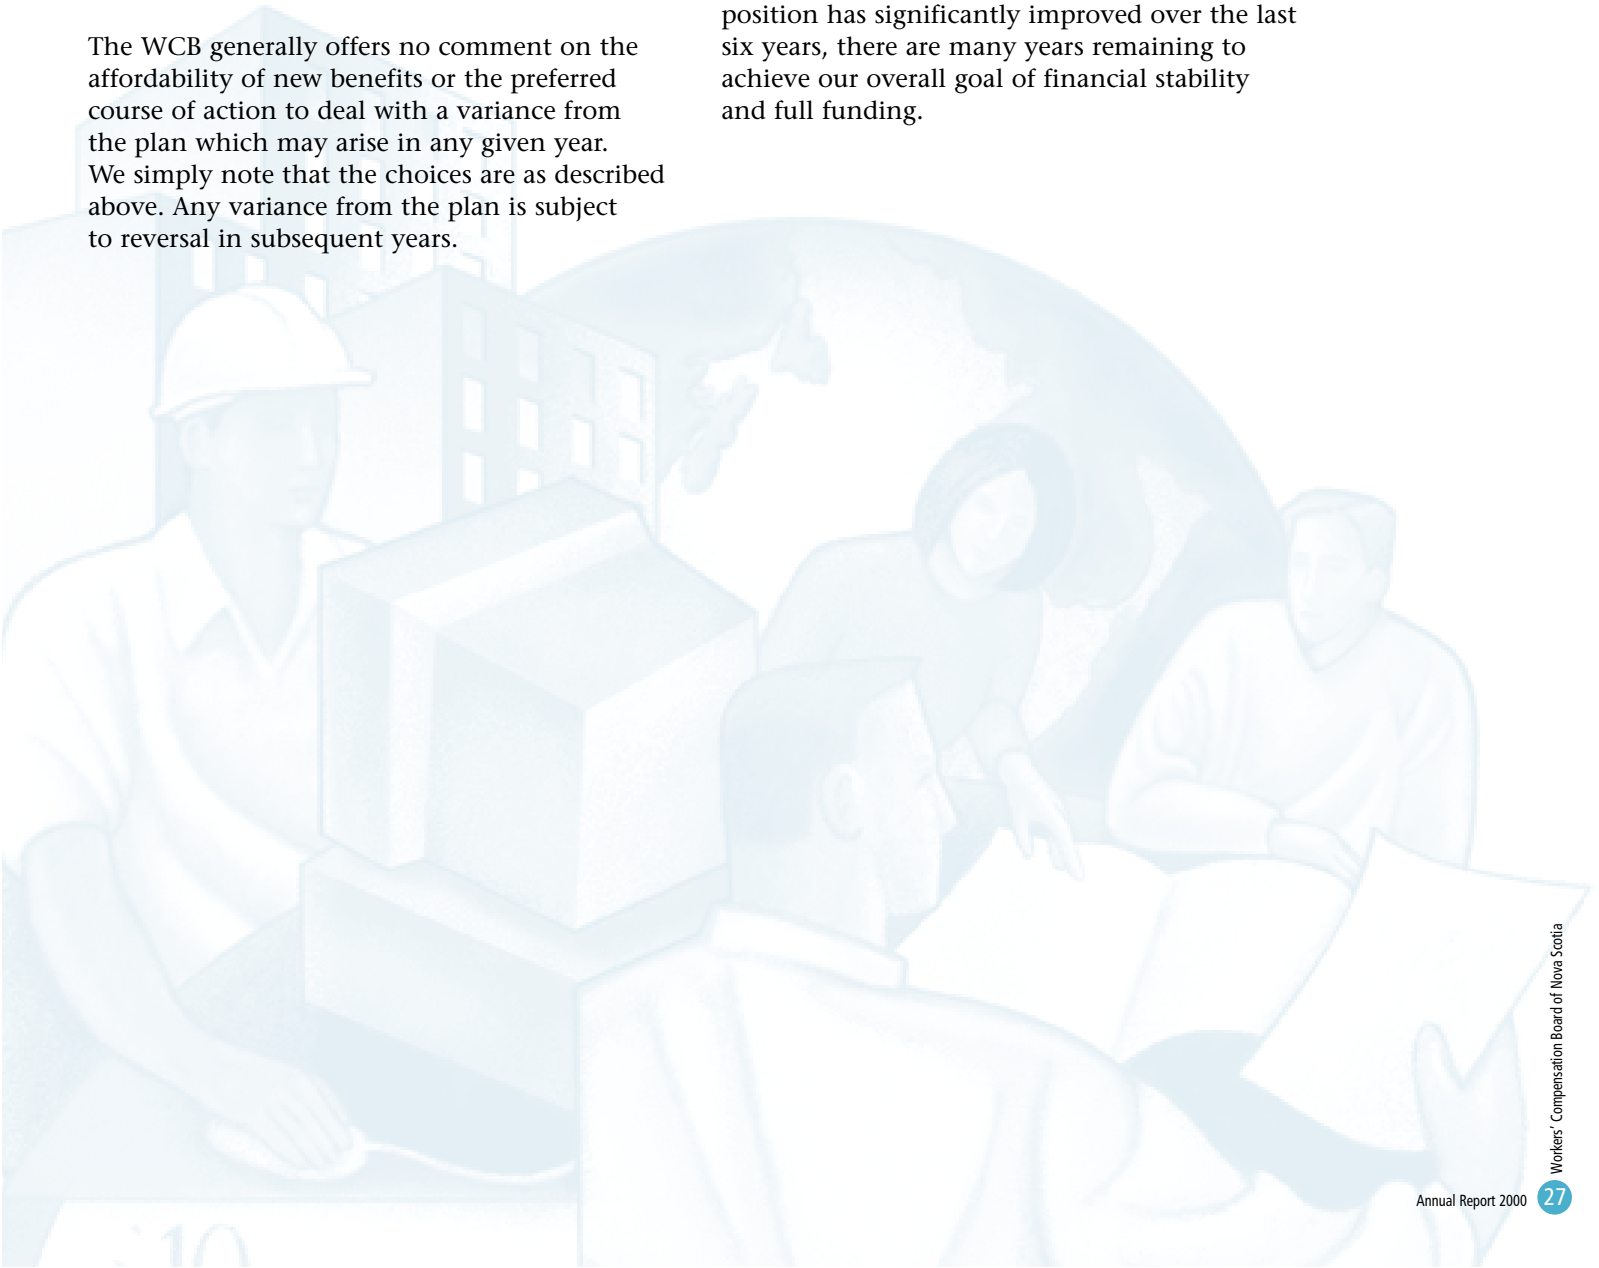 The WCB generally offers no comment on the
affordability of new benefits or the preferred
course of action to deal with a variance from
the plan which may arise in any given year.
We simply note that the choices are as described
above. Any variance from the plan is subject
to reversal in subsequent years.
position has significantly improved over the last
six years, there are many years remaining to
achieve our overall goal of financial stability
and full funding.
Workers' Compensation Board of Nova Scotia
Annual Report 2000 27
10